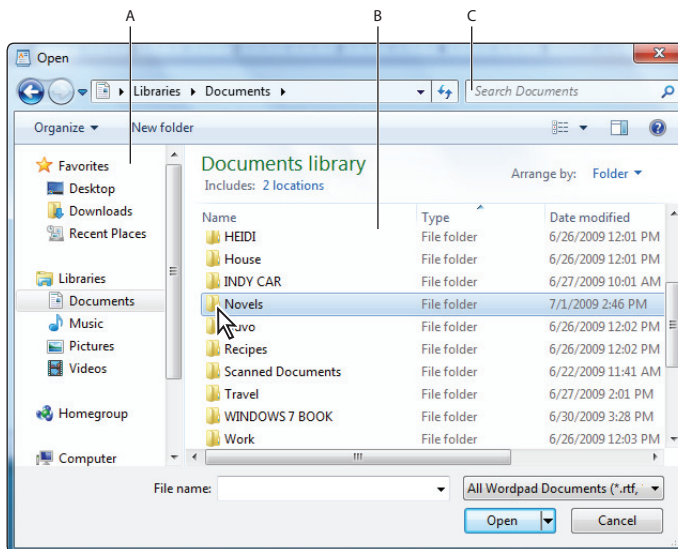 A B C
Open
Libraries Documents Search Documents
Organize New folder
Favorites
Desktop
Downloads
Recent Places
Libraries
Documents
Music
Pictures
Videos
Homegroup
Computer
Documents library
Includes: 2 locations
Arrange by: Folder
Name Type Date modified
HEIDI File folder 6/26/2009 12:01 PM
House File folder 6/26/2009 12:01 PM
INDY CAR File folder 6/27/2009 10:01 AM
Novels File folder 7/1/2009 2:46 PM
File folder 6/26/2009 12:02 PM
Recipes File folder 6/26/2009 12:02 PM
Scanned Documents File folder 6/22/2009 11:41 AM
Travel File folder 6/27/2009 2:01 PM
WINDOWS 7 BOOK File folder 6/30/2009 3:28 PM
Work File folder 6/26/2009 12:03 PM
File name: All Wordpad Documents (*.rtf,
Open Cancel